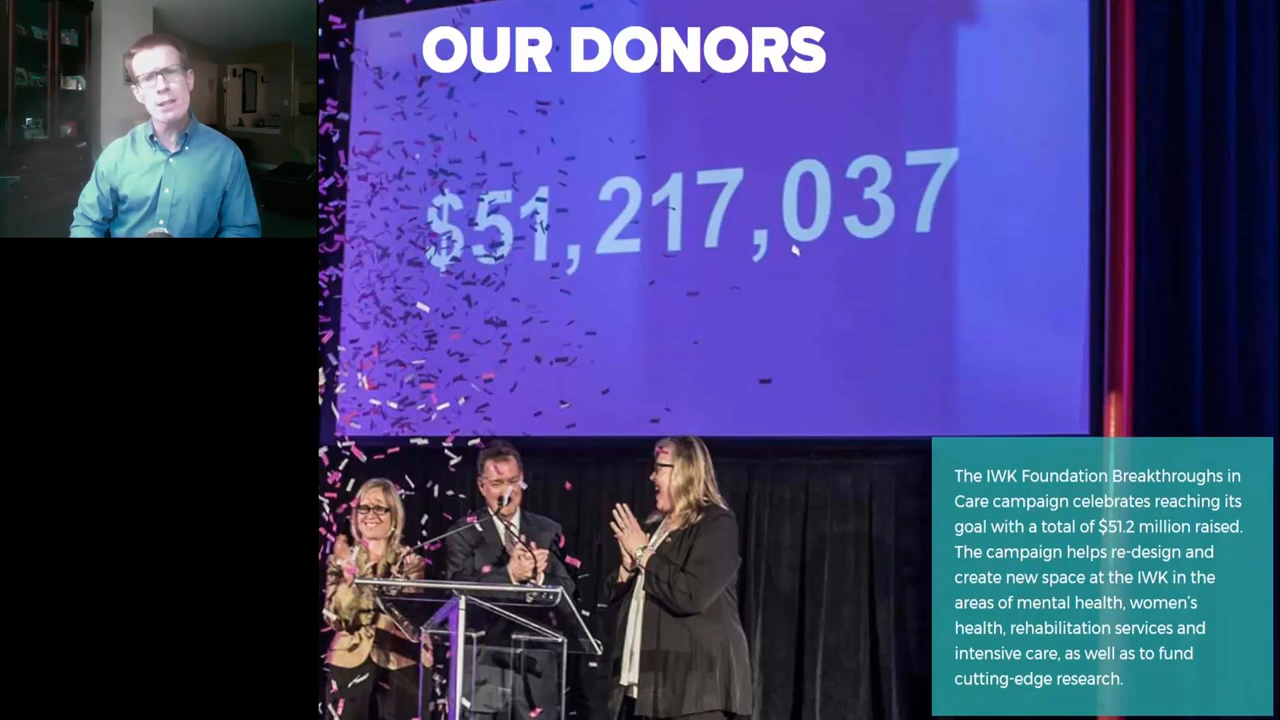 OUR DONORS
$51,217,037
The IWK Foundation Breakthroughs in
Care campaign celebrates reaching its
goal with a total of $51.2 million raised.
The campaign helps re-design and
create new space at the IWK in the
areas of mental health, women's
health, rehabilitation services and
intensive care, as well as to fund
cutting-edge research.